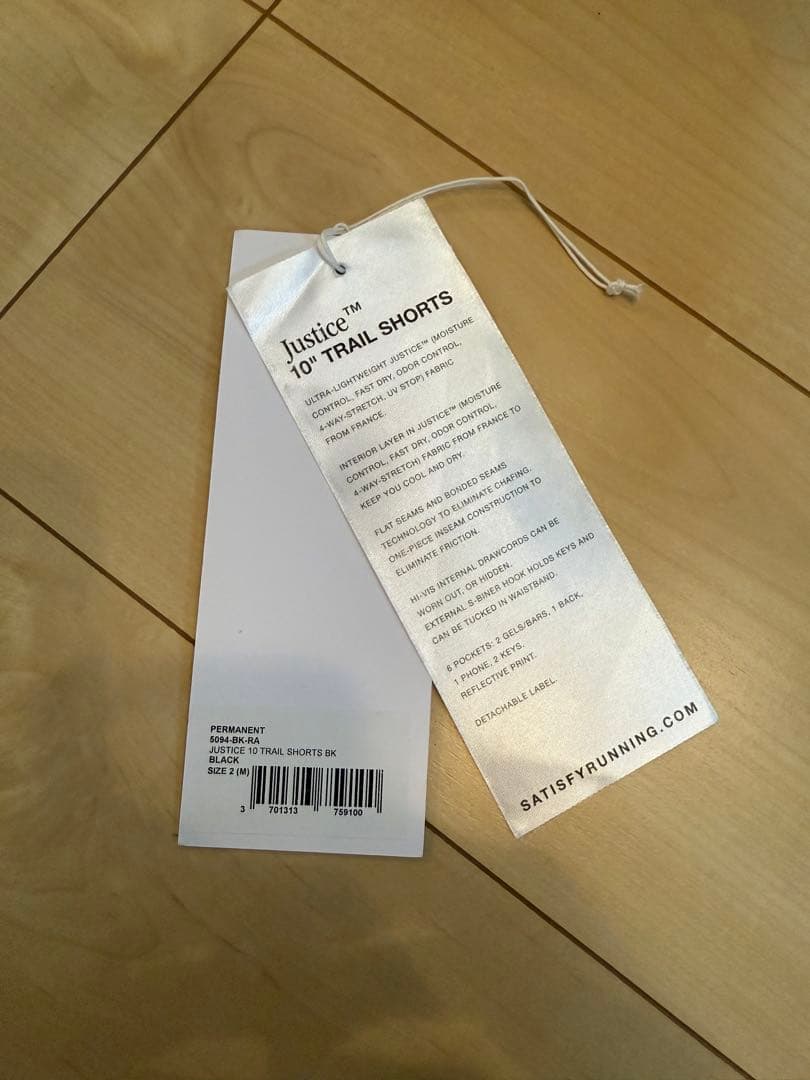 Justice™
10" TRAIL SHORTS
ULTRA-LIGHTWEIGHT JUSTICE™ (MOISTURE
CONTROL, FAST DRY, ODOR CONTROL,
4-WAY-STRETCH, UV STOP) FABRIC
FROM FRANCE.
INTERIOR LAYER IN JUSTICE™ (MOISTURE
CONTROL, FAST DRY, ODOR CONTROL,
4-WAY-STRETCH) FABRIC FROM FRANCE TO
KEEP YOU COOL AND DRY.
FLAT SEAMS AND BONDED SEAMS
TECHNOLOGY TO ELIMINATE CHAFING.
ONE-PIECE INSEAM CONSTRUCTION TO
ELIMINATE FRICTION.
HI-VIS INTERNAL DRAWCORDS CAN BE
WORN OUT, OR HIDDEN.
EXTERNAL S-BINER HOOK HOLDS KEYS AND
CAN BE TUCKED IN WAISTBAND.
6 POCKETS: 2 GELS/BARS, 1 BACK,
1 PHONE, 2 KEYS.
REFLECTIVE PRINT.
DETACHABLE LABEL.
SATISFYRUNNING.COM
PERMANENT
5094-BK-RA
JUSTICE 10 TRAIL SHORTS BK
BLACK
SIZE 2 (M)
3 701313 759100